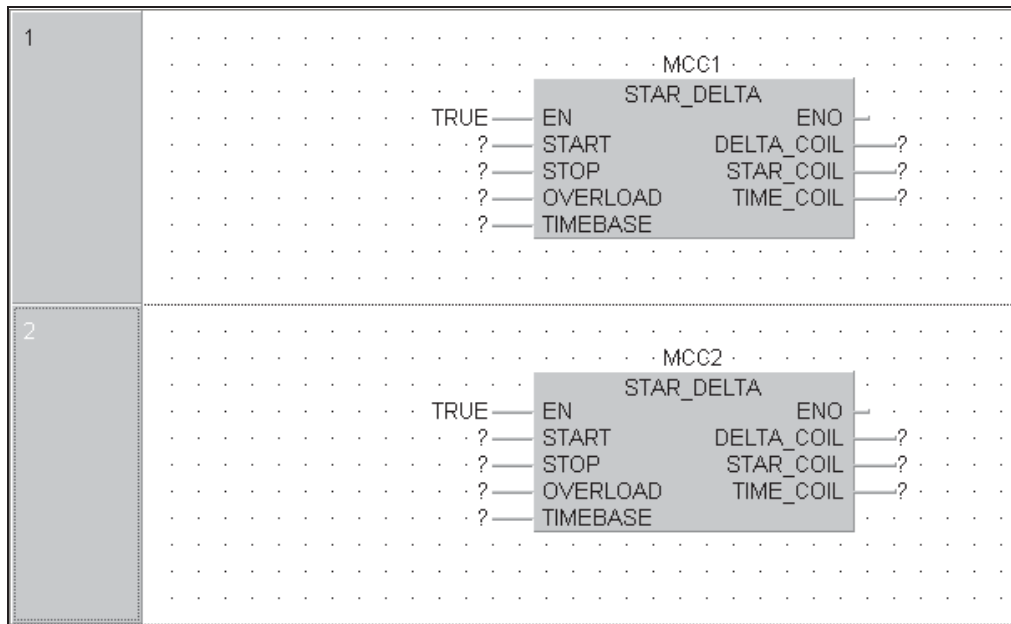 1
MCC1
STAR_DELTA
TRUE EN ENO
? START DELTA_COIL ?
? STOP STAR_COIL ?
? OVERLOAD TIME_COIL ?
? TIMEBASE
2
MCC2
STAR_DELTA
TRUE EN ENO
? START DELTA_COIL ?
? STOP STAR_COIL ?
? OVERLOAD TIME_COIL ?
? TIMEBASE